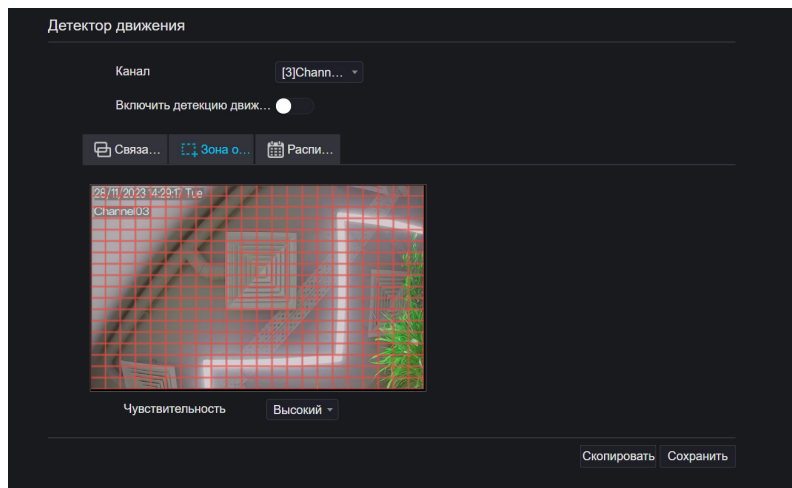 Детектор движения
Канал [3]Chann...
Включить детекцию движ...
Связа... Зона о... Распи...
28/11/2023 14:29:17 Tue
Channel03
Чувствительность Высокий
Скопировать Сохранить